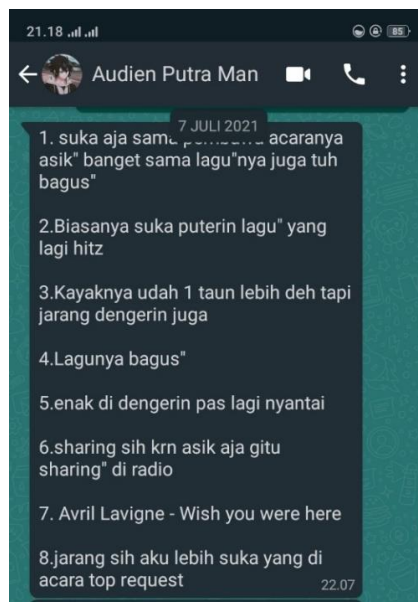 21.18
85
Audien Putra Man
7 JULI 2021
1. suka aja sama acaranya
asik" banget sama lagu"nya juga tuh
bagus"
2.Biasanya suka puterin lagu" yang
lagi hitz
3.Kayaknya udah 1 taun lebih deh tapi
jarang dengerin juga
4.Lagunya bagus"
5.enak di dengerin pas lagi nyantai
6.sharing sih krn asik aja gitu
sharing" di radio
7. Avril Lavigne - Wish you were here
8.jarang sih aku lebih suka yang di
acara top request
22.07